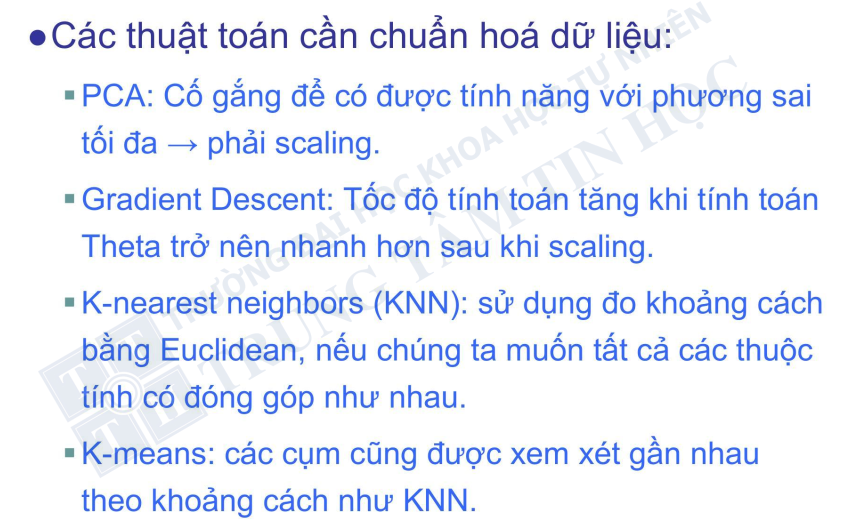 ●Các thuật toán cần chuẩn hoá dữ liệu:
▪PCA: Cố gắng để có được tính năng với phương sai
tối đa → phải scaling.
▪Gradient Descent: Tốc độ tính toán tăng khi tính toán
Theta trở nên nhanh hơn sau khi scaling.
▪K-nearest neighbors (KNN): sử dụng đo khoảng cách
bằng Euclidean, nếu chúng ta muốn tất cả các thuộc
tính có đóng góp như nhau.
▪K-means: các cụm cũng được xem xét gần nhau
theo khoảng cách như KNN.
TRƯỜNG ĐẠI HỌC KHOA HỌC TỰ NHIÊN
TRUNG TÂM TIN HỌC